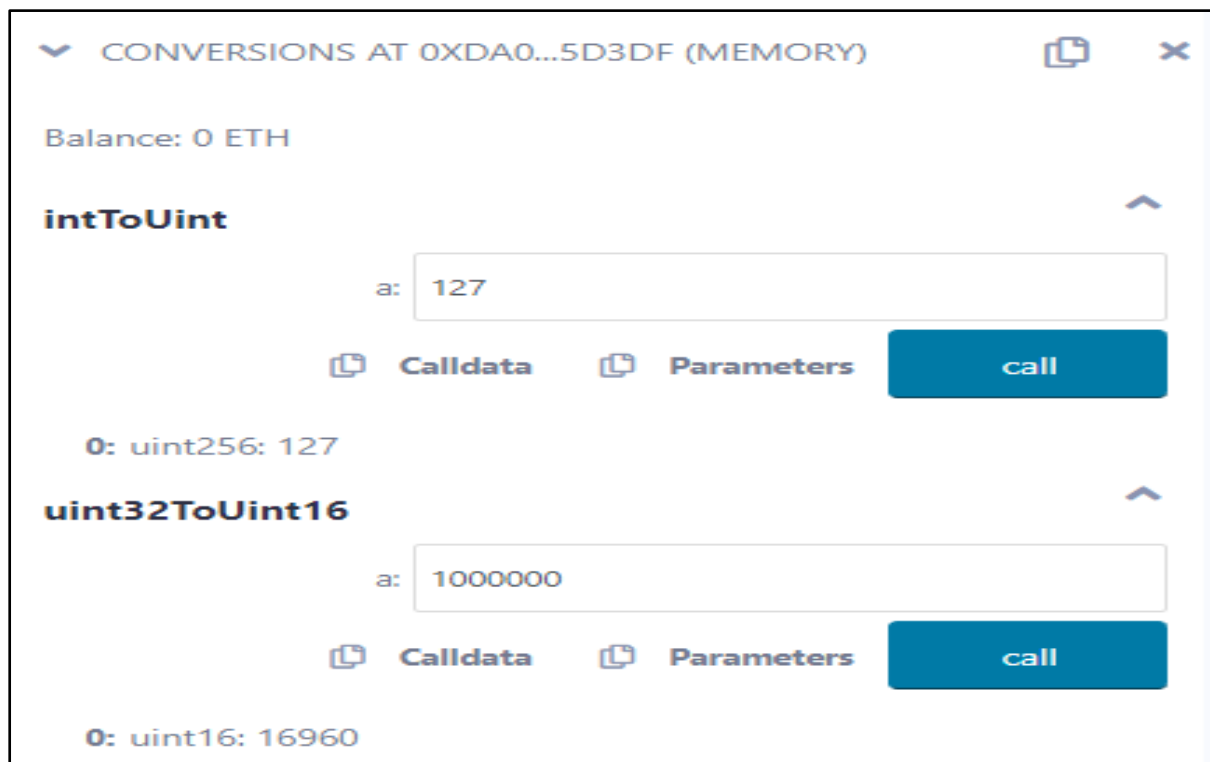 CONVERSIONS AT 0XDA0...5D3DF (MEMORY)
Balance: 0 ETH
intToUint
a: 127
Calldata Parameters call
0: uint256: 127
uint32ToUint16
a: 1000000
Calldata Parameters call
0: uint16: 16960